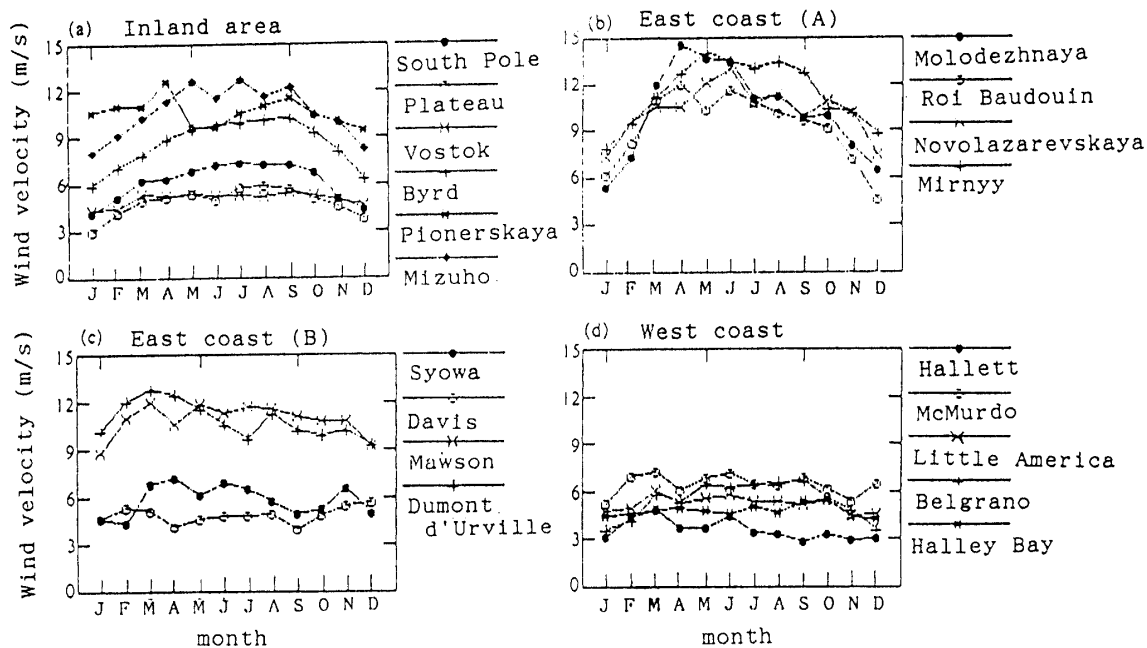 (a) Inland area
15
12
9
6
3
0
Wind velocity (m/s)
J F M A M J J A S O N D
South Pole
Plateau
Vostok
Byrd
Pionerskaya
Mizuho
(b) East coast (A)
15
12
9
6
3
0
J F M A M J J A S O N D
Molodezhnaya
Roi Baudouin
Novolazarevskaya
Mirnyy
(c) East coast (B)
15
12
9
6
3
0
Wind velocity (m/s)
J F M A M J J A S O N D
month
Syowa
Davis
Mawson
Dumont
d'Urville
(d) West coast
15
12
9
6
3
0
J F M A M J J A S O N D
month
Hallett
McMurdo
Little America
Belgrano
Halley Bay